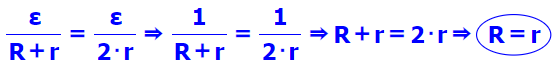 ε/(R+r) = ε/(2·r) ⇒ 1/(R+r) = 1/(2·r) ⇒ R+r=2·r ⇒ R=r